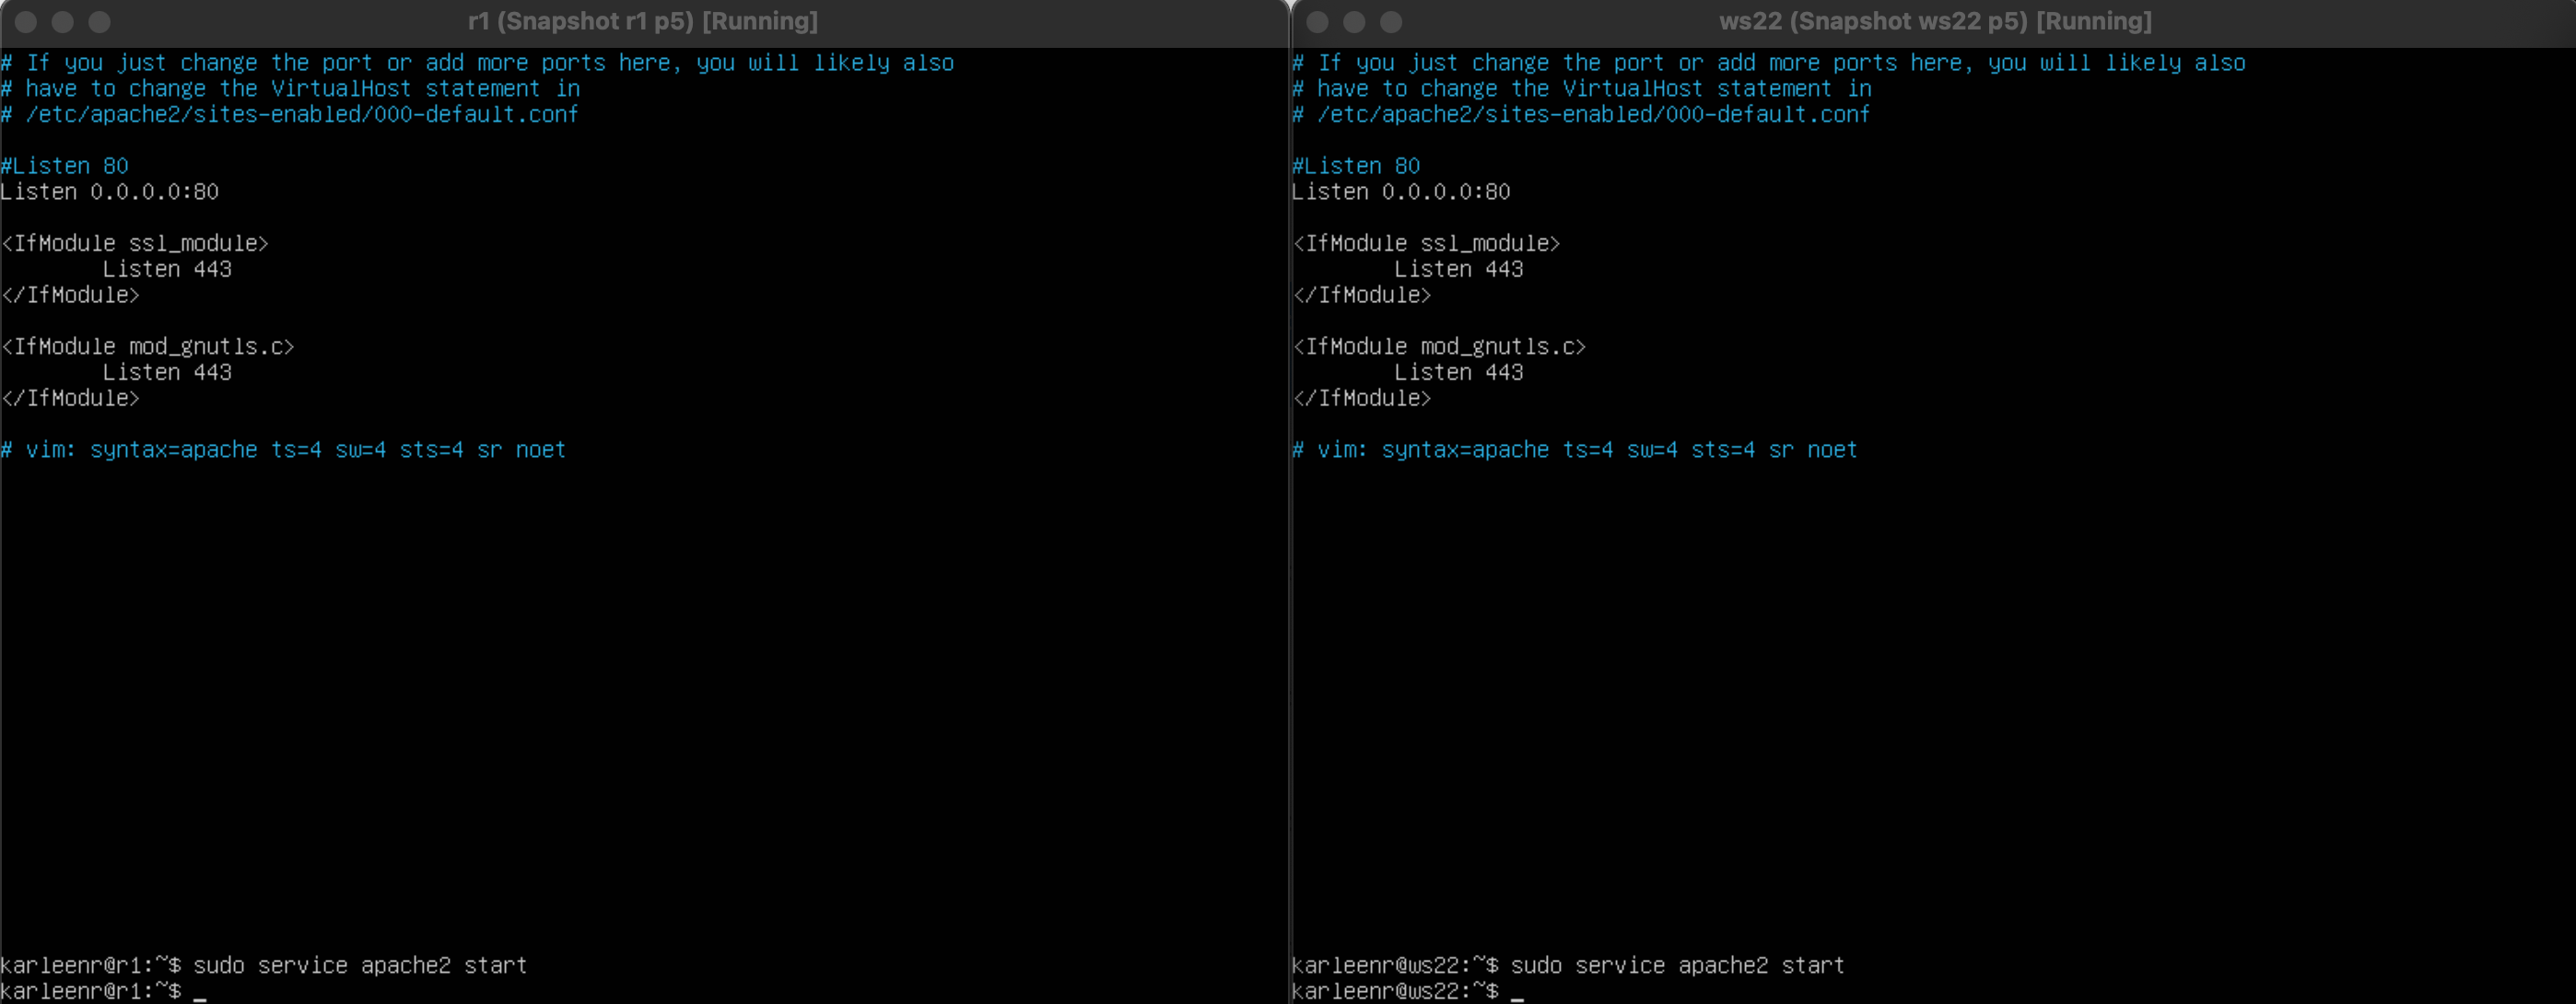 r1 (Snapshot r1 p5) [Running]
# If you just change the port or add more ports here, you will likely also
# have to change the VirtualHost statement in
# /etc/apache2/sites-enabled/000-default.conf
#Listen 80
Listen 0.0.0.0:80
<IfModule ssl_module>
        Listen 443
</IfModule>
<IfModule mod_gnutls.c>
        Listen 443
</IfModule>
# vim: syntax=apache ts=4 sw=4 sts=4 sr noet
karleenr@r1:~$ sudo service apache2 start
karleenr@r1:~$ _
ws22 (Snapshot ws22 p5) [Running]
# If you just change the port or add more ports here, you will likely also
# have to change the VirtualHost statement in
# /etc/apache2/sites-enabled/000-default.conf
#Listen 80
Listen 0.0.0.0:80
<IfModule ssl_module>
        Listen 443
</IfModule>
<IfModule mod_gnutls.c>
        Listen 443
</IfModule>
# vim: syntax=apache ts=4 sw=4 sts=4 sr noet
karleenr@ws22:~$ sudo service apache2 start
karleenr@ws22:~$ _